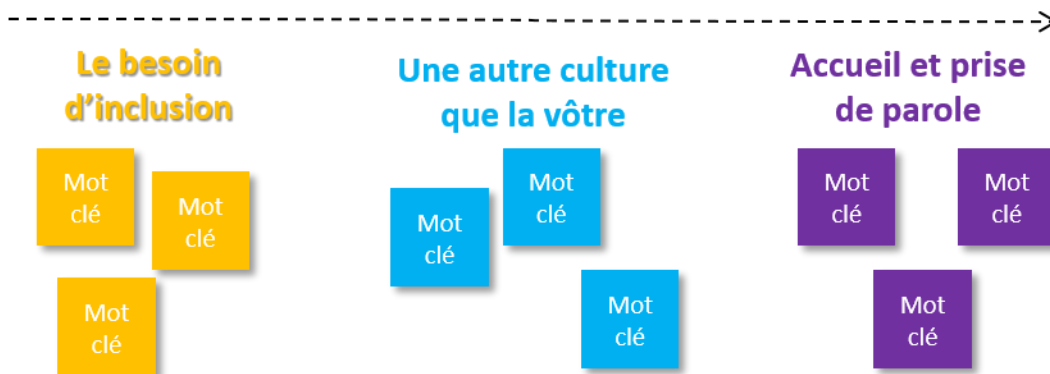 Le besoin
d'inclusion
Mot
clé
Mot
clé
Mot
clé
Une autre culture
que la vôtre
Mot
clé
Mot
clé
Mot
clé
Accueil et prise
de parole
Mot
clé
Mot
clé
Mot
clé